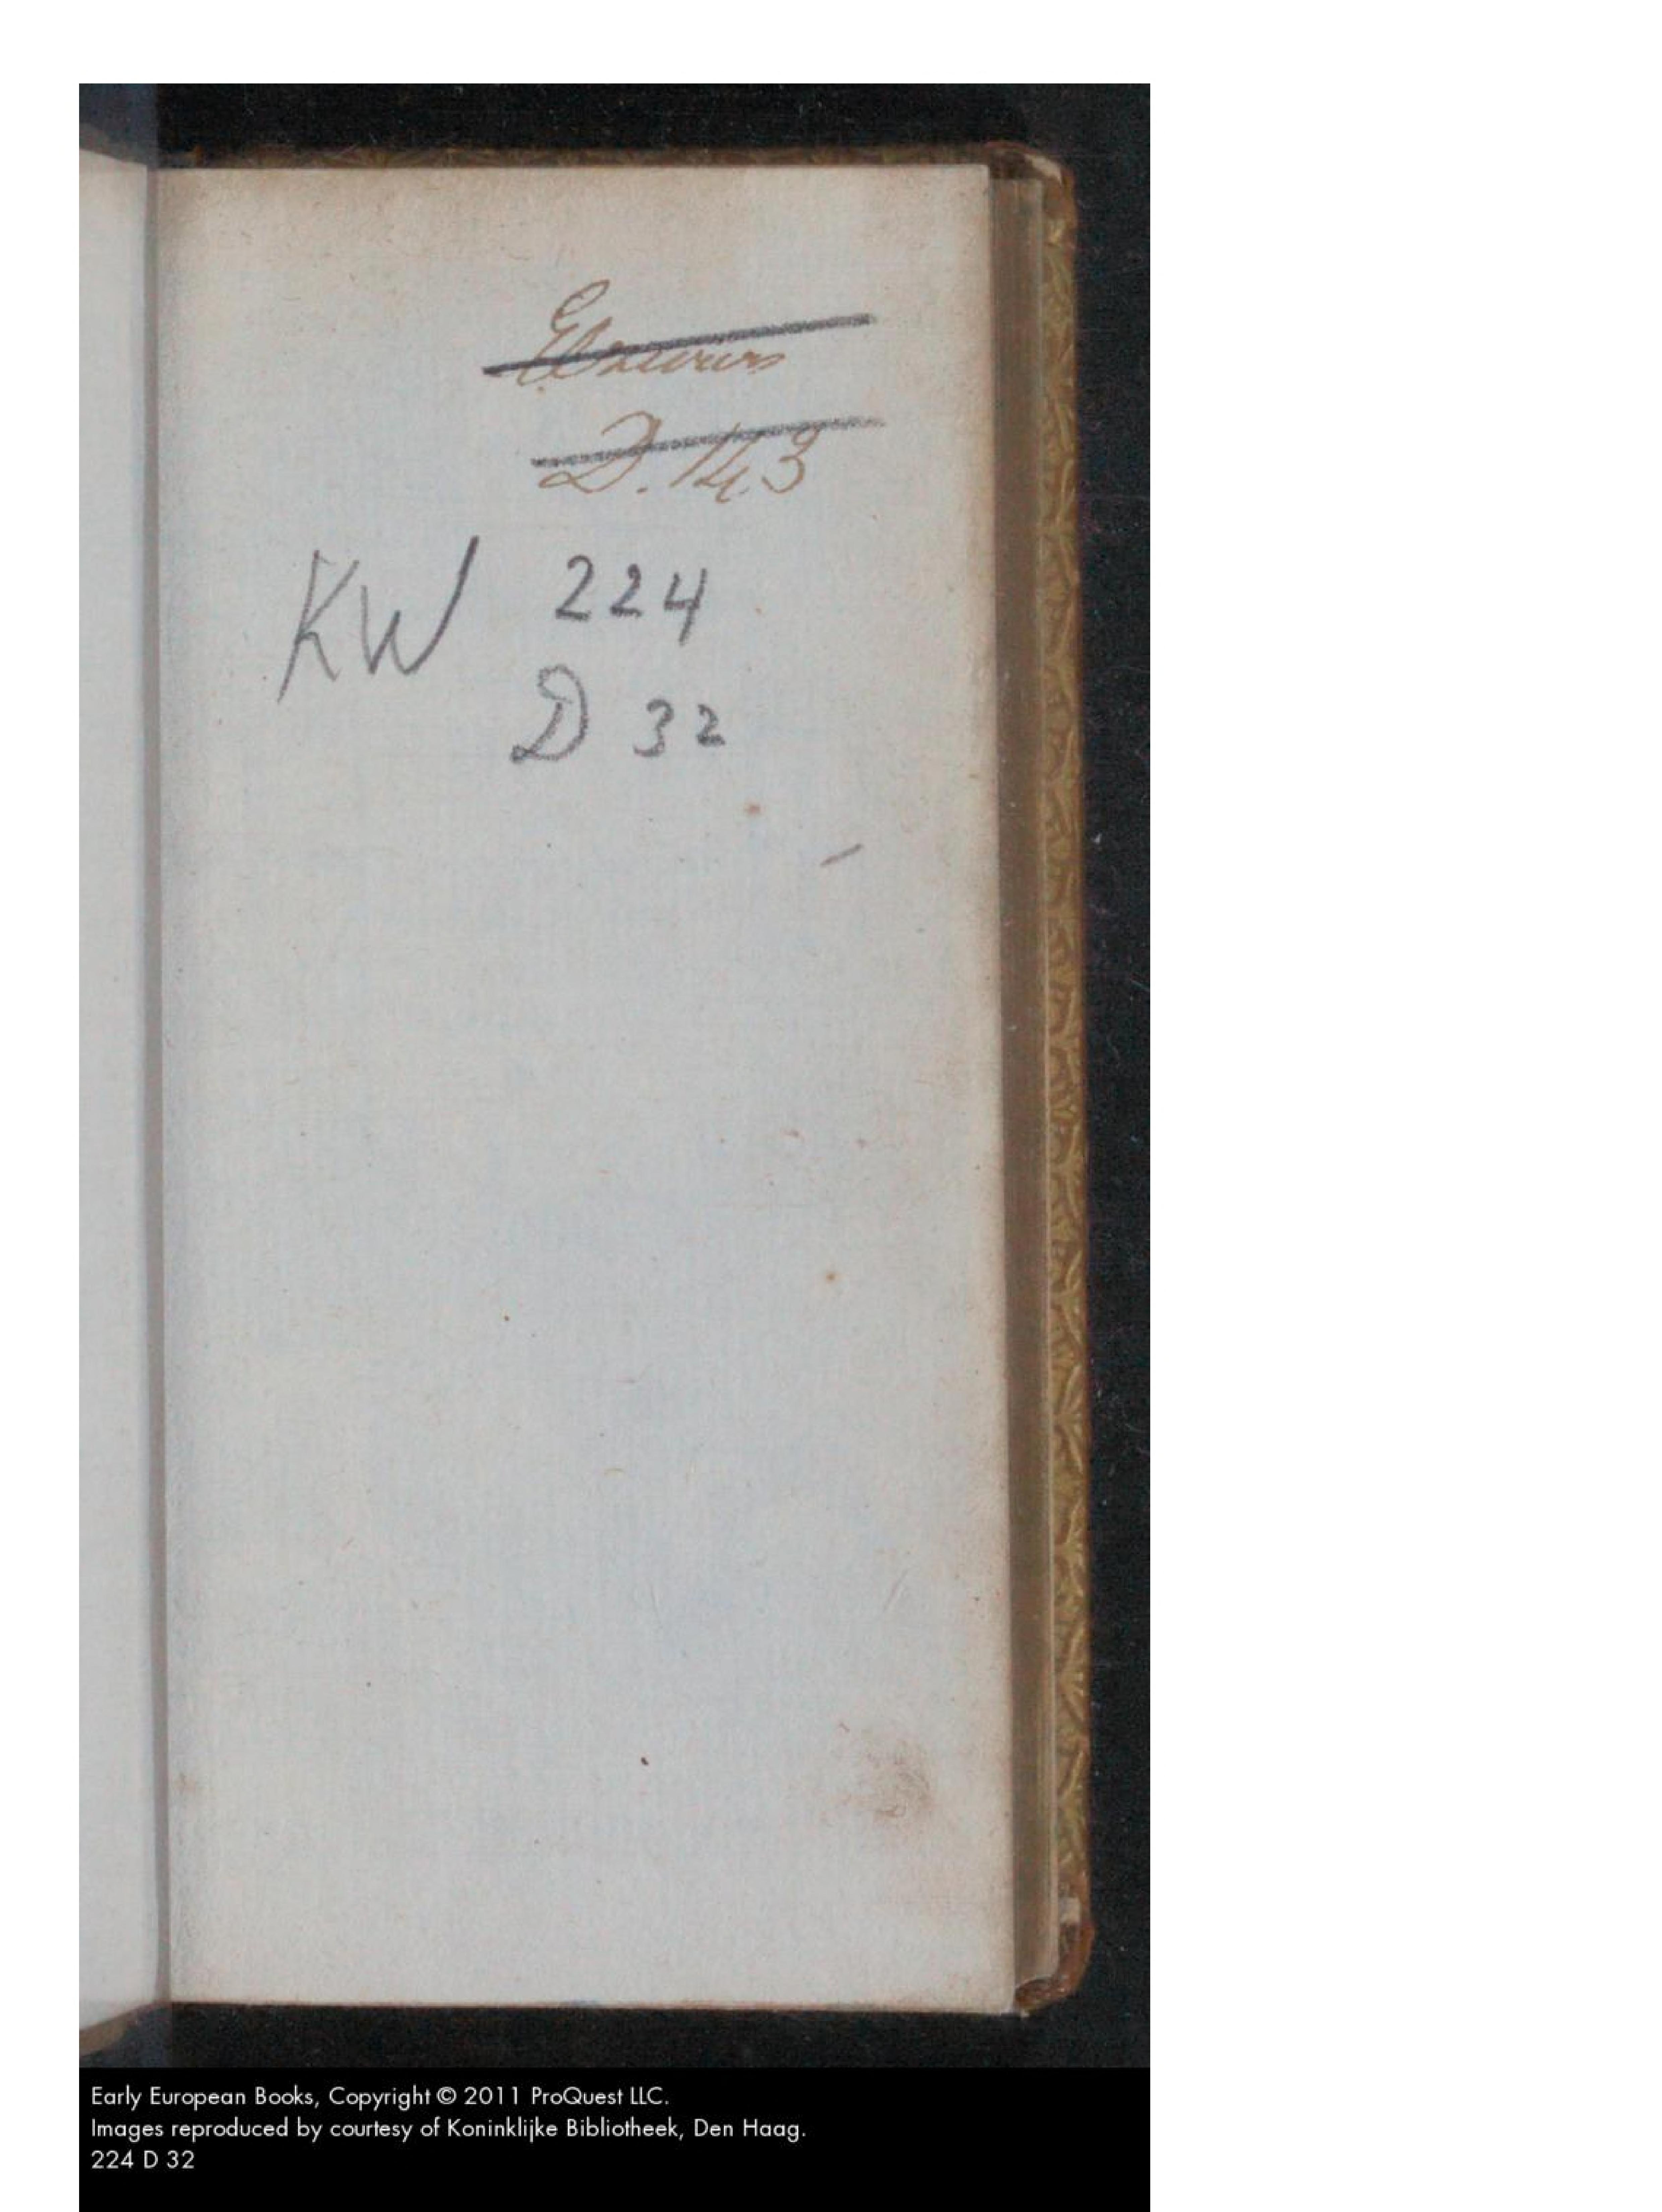 D. 143
KW 224
D 32
Early European Books, Copyright © 2011 ProQuest LLC.
Images reproduced by courtesy of Koninklijke Bibliotheek, Den Haag.
224 D 32